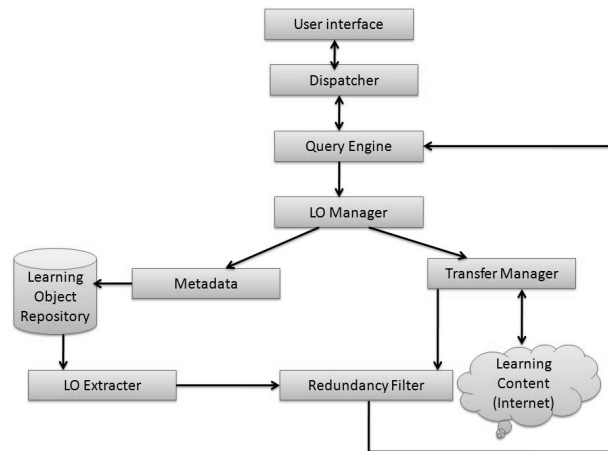 User interface
Dispatcher
Query Engine
LO Manager
Metadata
Transfer Manager
Learning
Object
Repository
LO Extracter
Redundancy Filter
Learning
Content
(Internet)